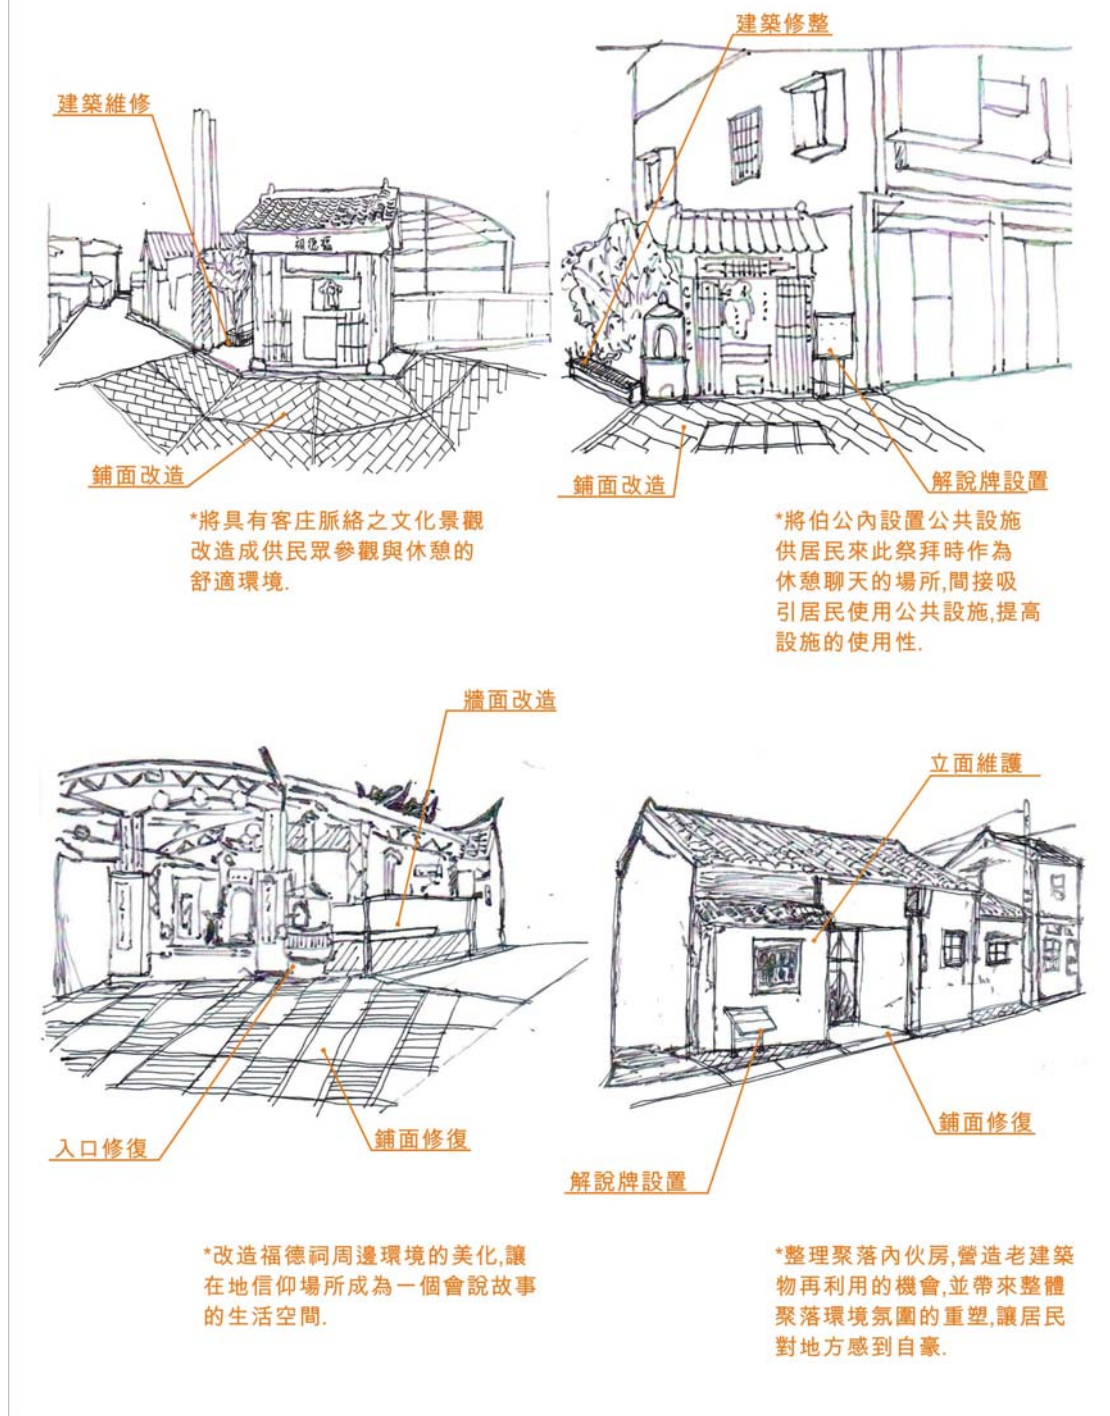 建築修整
建築維修
福德祠
鋪面改造
鋪面改造
解說牌設置
*將具有客庄脈絡之文化景觀
改造成供民眾參觀與休憩的
舒適環境.
*將伯公內設置公共設施
供居民來此祭拜時作為
休憩聊天的場所,間接吸
引居民使用公共設施,提高
設施的使用性.
牆面改造
立面維護
入口修復
鋪面修復
鋪面修復
解說牌設置
*改造福德祠周邊環境的美化,讓
在地信仰場所成為一個會說故事
的生活空間.
*整理聚落內伙房,營造老建築
物再利用的機會,並帶來整體
聚落環境氛圍的重塑,讓居民
對地方感到自豪.